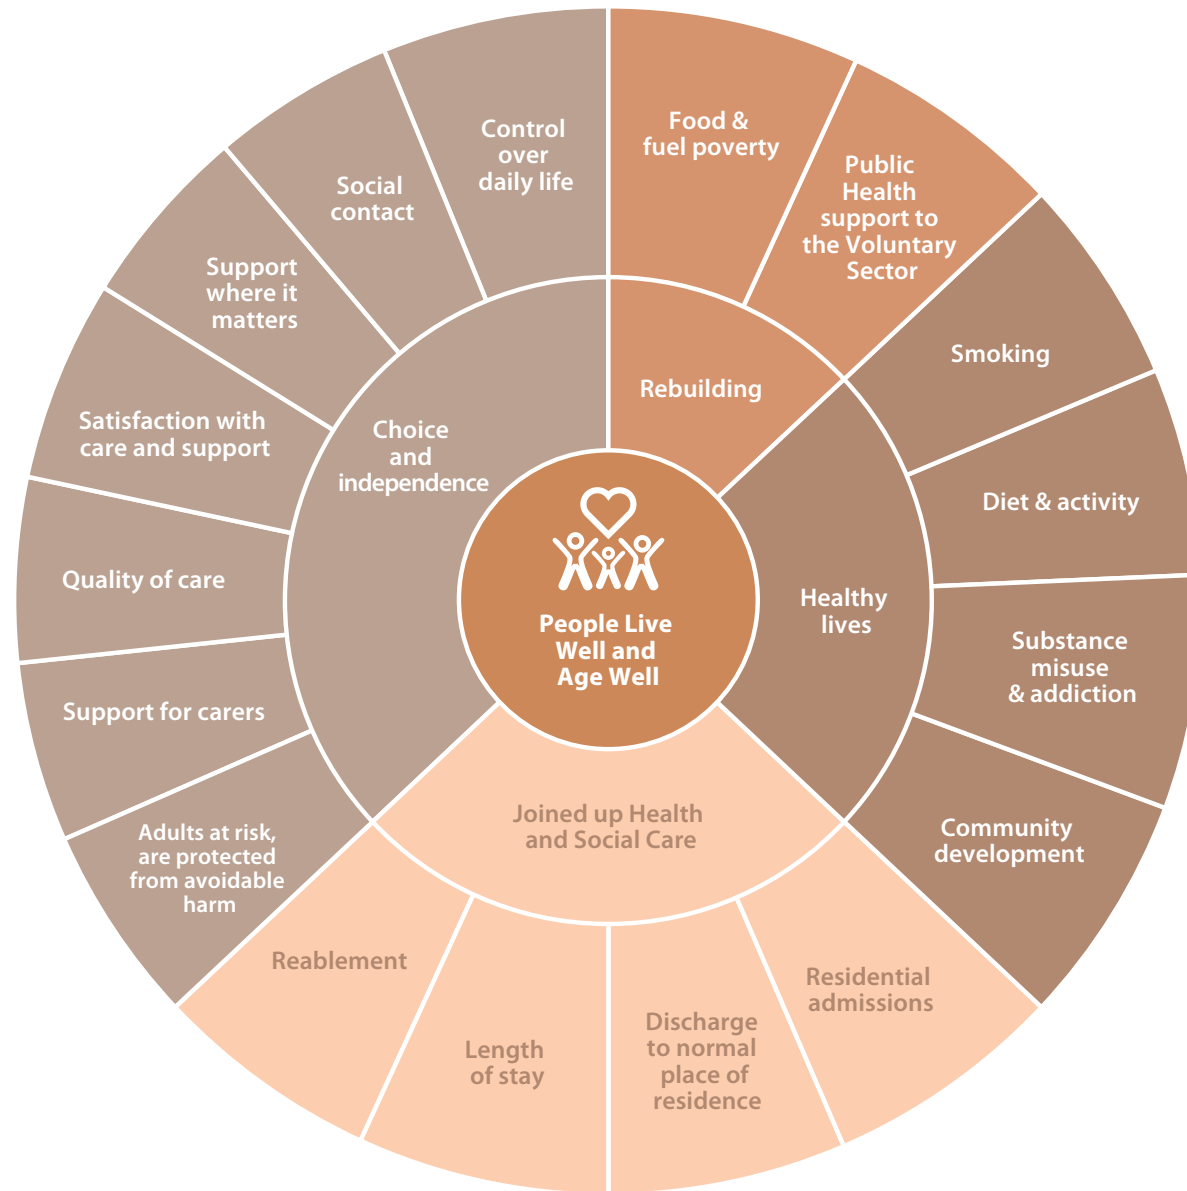 People Live
Well and
Age Well
Rebuilding
Food &
fuel poverty
Public
Health
support to
the Voluntary
Sector
Healthy
lives
Smoking
Diet & activity
Substance
misuse
& addiction
Community
development
Joined up Health
and Social Care
Residential
admissions
Discharge
to normal
place of
residence
Length
of stay
Reablement
Choice
and
independence
Adults at risk,
are protected
from avoidable
harm
Support for carers
Quality of care
Satisfaction with
care and support
Support
where it
matters
Social
contact
Control
over
daily life